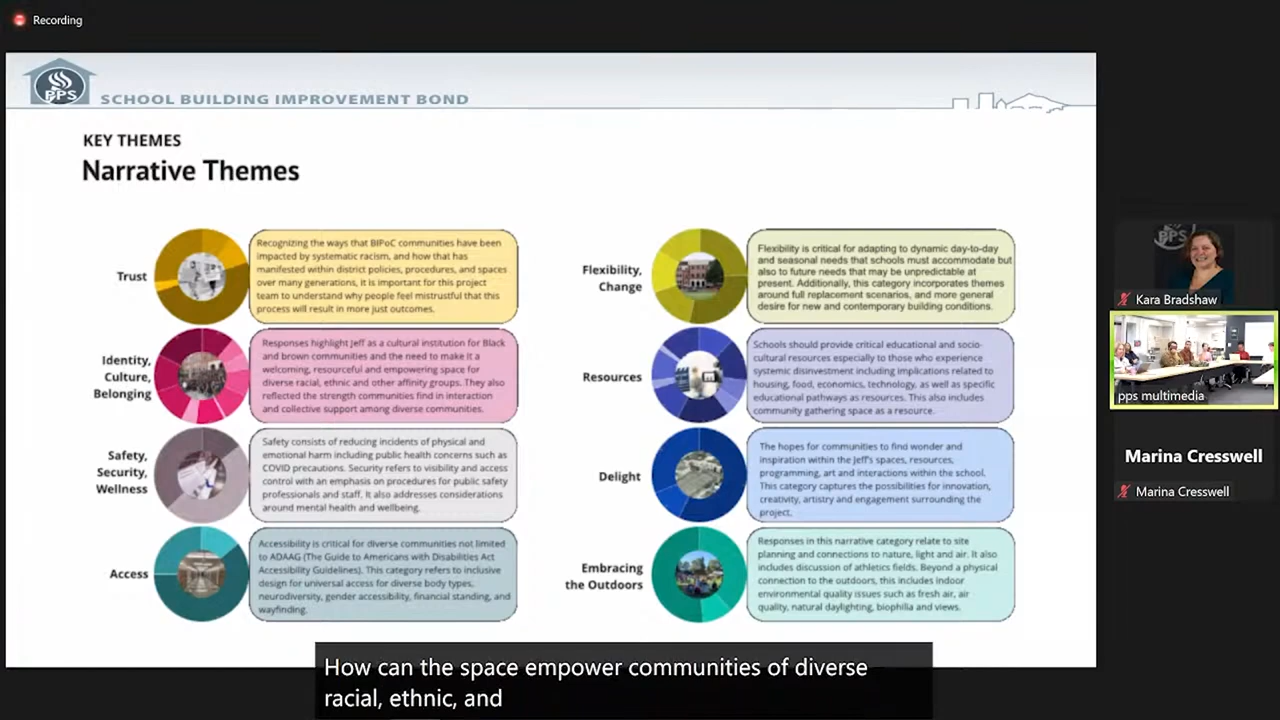 Recording
PPS
SCHOOL BUILDING IMPROVEMENT BOND
KEY THEMES
Narrative Themes
Trust
Recognizing the ways that BIPoC communities have been
impacted by systematic racism, and how that has
manifested within district policies, procedures, and spaces
over many generations, it is important for this project
team to understand why people feel mistrustful that this
process will result in more just outcomes.
Identity,
Culture,
Belonging
Responses highlight Jeff as a cultural institution for Black
and brown communities and the need to make it a
welcoming, resourceful and empowering space for
diverse racial, ethnic and other affinity groups. They also
reflected the strength communities find in interaction
and collective support among diverse communities.
Safety,
Security,
Wellness
Safety consists of reducing incidents of physical and
emotional harm including public health concerns such as
COVID precautions. Security refers to visibility and access
control with an emphasis on procedures for public safety
professionals and staff. It also addresses considerations
around mental health and wellbeing.
Access
Accessibility is critical for diverse communities not limited
to ADAAG (The Guide to Americans with Disabilities Act
Accessibility Guidelines). This category refers to inclusive
design for universal access for diverse body types,
neurodiversity, gender accessibility, financial standing, and
wayfinding.
Flexibility,
Change
Flexibility is critical for adapting to dynamic day-to-day
and seasonal needs that schools must accommodate but
also to future needs that may be unpredictable at
present. Additionally, this category incorporates themes
around full replacement scenarios, and more general
desire for new and contemporary building conditions.
Resources
Schools should provide critical educational and socio-
cultural resources especially to those who experience
systemic disinvestment including implications related to
housing, food, economics, technology, as well as specific
educational pathways as resources. This also includes
community gathering space as a resource.
Delight
The hopes for communities to find wonder and
inspiration within the Jeff's spaces, resources,
programming, art and interactions within the school.
This category captures the possibilities for innovation,
creativity, artistry and engagement surrounding the
project.
Embracing
the Outdoors
Responses in this narrative category relate to site
planning and connections to nature, light and air. It also
includes discussion of athletics fields. Beyond a physical
connection to the outdoors, this includes indoor
environmental quality issues such as fresh air, air
quality, natural daylighting, biophilia and views.
PPS
Kara Bradshaw
pps multimedia
Marina Cresswell
Marina Cresswell
How can the space empower communities of diverse
racial, ethnic, and